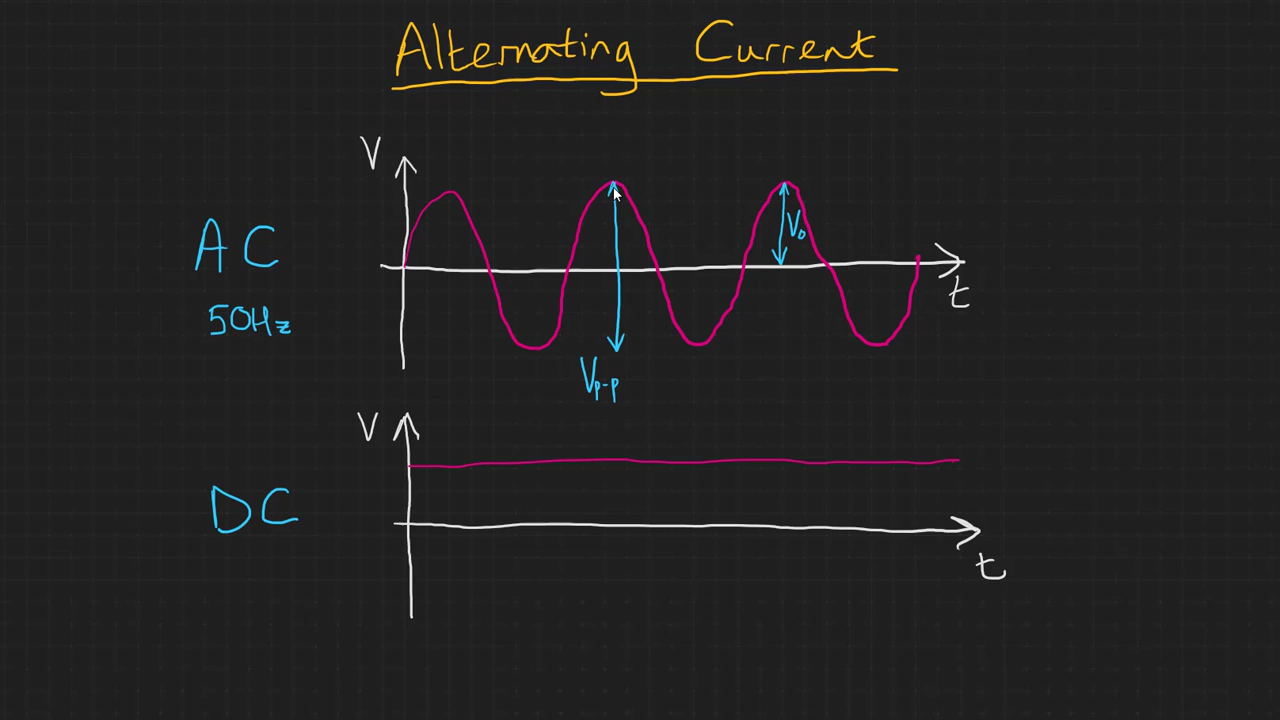 Alternating Current
V
AC
V₀
t
50Hz
Vp-p
V
DC
t